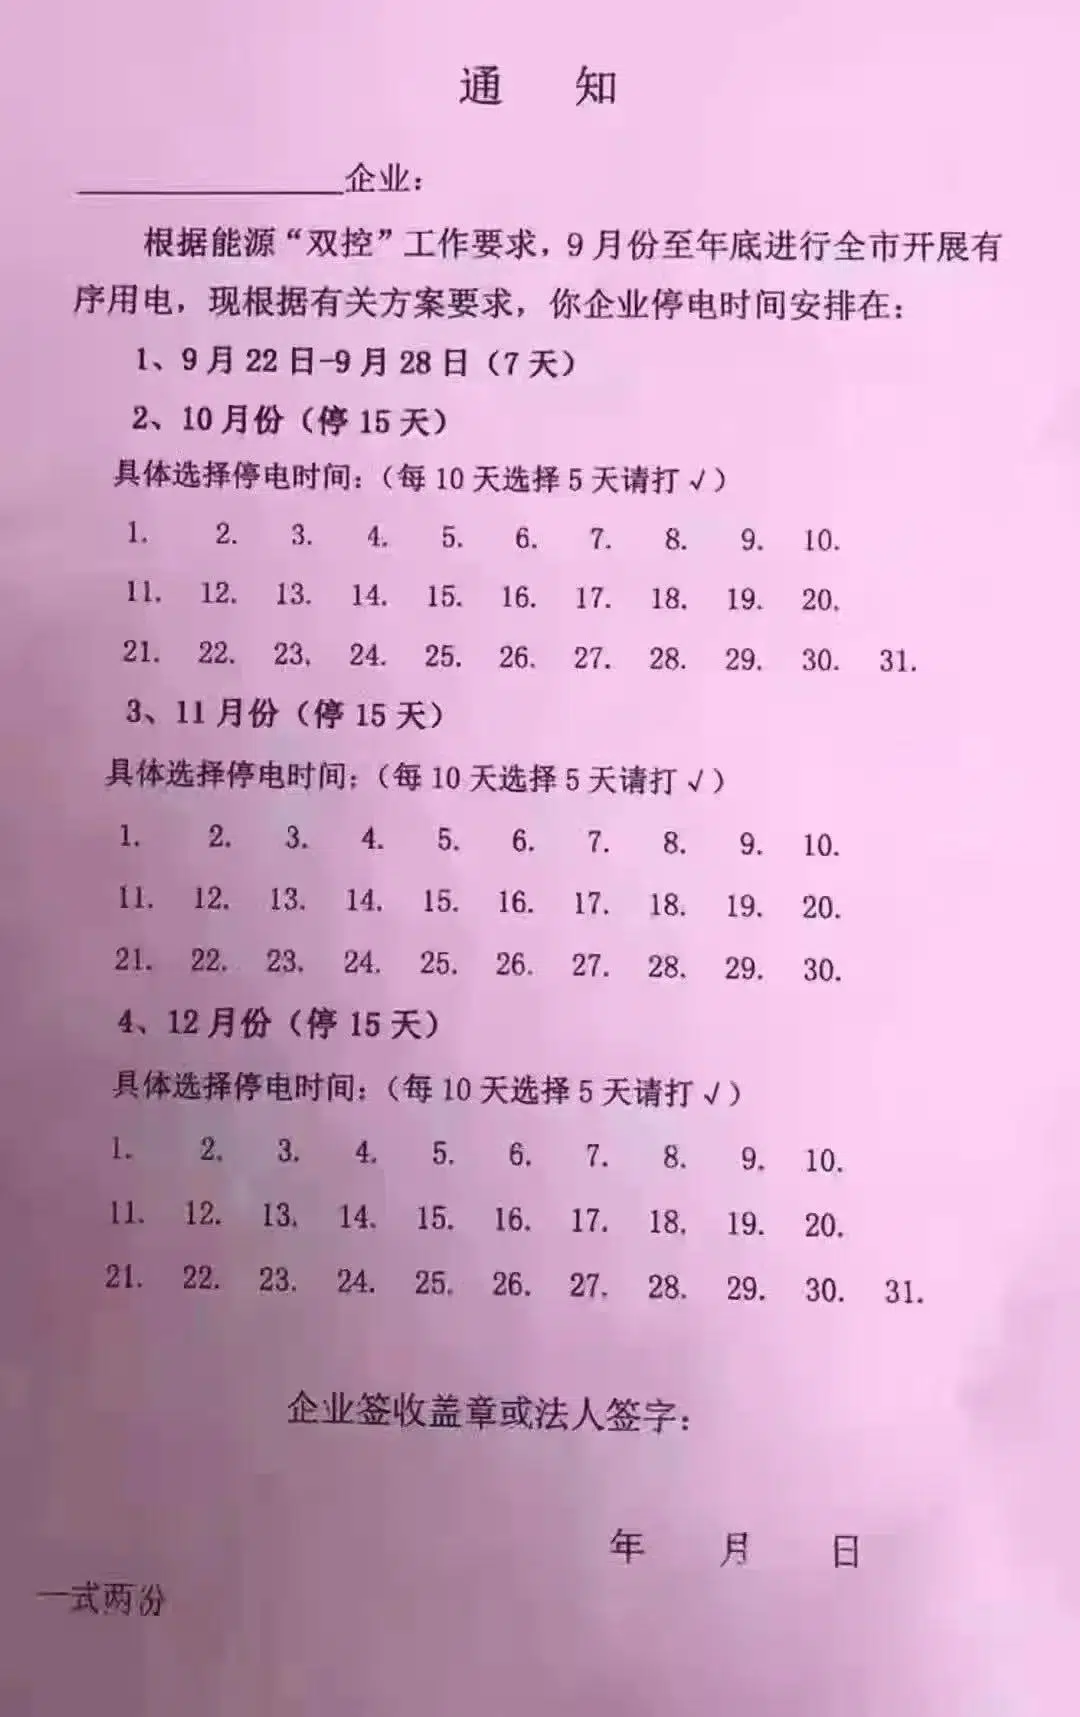 通 知
____________企业：
根据能源“双控”工作要求，9月份至年底进行全市开展有
序用电，现根据有关方案要求，你企业停电时间安排在：
1、9月22日-9月28日（7天）
2、10月份（停15天）
具体选择停电时间：（每10天选择5天请打√）
1. 2. 3. 4. 5. 6. 7. 8. 9. 10.
11. 12. 13. 14. 15. 16. 17. 18. 19. 20.
21. 22. 23. 24. 25. 26. 27. 28. 29. 30. 31.
3、11月份（停15天）
具体选择停电时间：（每10天选择5天请打√）
1. 2. 3. 4. 5. 6. 7. 8. 9. 10.
11. 12. 13. 14. 15. 16. 17. 18. 19. 20.
21. 22. 23. 24. 25. 26. 27. 28. 29. 30.
4、12月份（停15天）
具体选择停电时间：（每10天选择5天请打√）
1. 2. 3. 4. 5. 6. 7. 8. 9. 10.
11. 12. 13. 14. 15. 16. 17. 18. 19. 20.
21. 22. 23. 24. 25. 26. 27. 28. 29. 30. 31.
企业签收盖章或法人签字：
年 月 日
一式两份